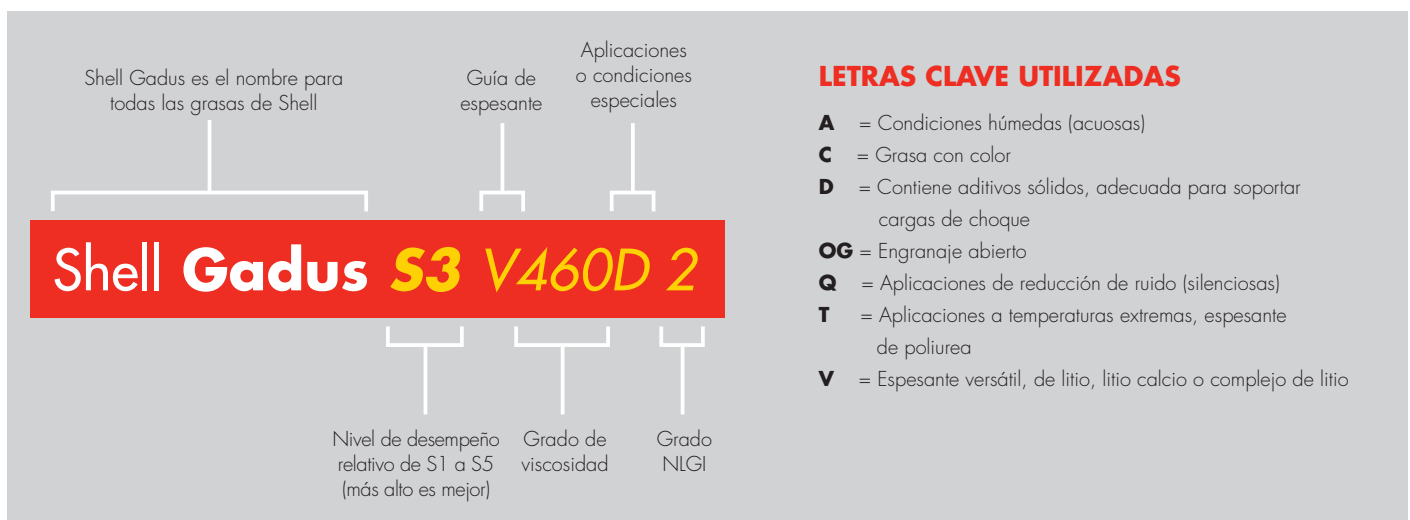 Shell Gadus es el nombre para
todas las grasas de Shell
Guía de
espesante
Aplicaciones
o condiciones
especiales
Shell Gadus S3 V460D 2
Nivel de desempeño
relativo de S1 a S5
(más alto es mejor)
Grado de
viscosidad
Grado
NLGI
LETRAS CLAVE UTILIZADAS
A = Condiciones húmedas (acuosas)
C = Grasa con color
D = Contiene aditivos sólidos, adecuada para soportar
cargas de choque
OG = Engranaje abierto
Q = Aplicaciones de reducción de ruido (silenciosas)
T = Aplicaciones a temperaturas extremas, espesante
de poliurea
V = Espesante versátil, de litio, litio calcio o complejo de litio